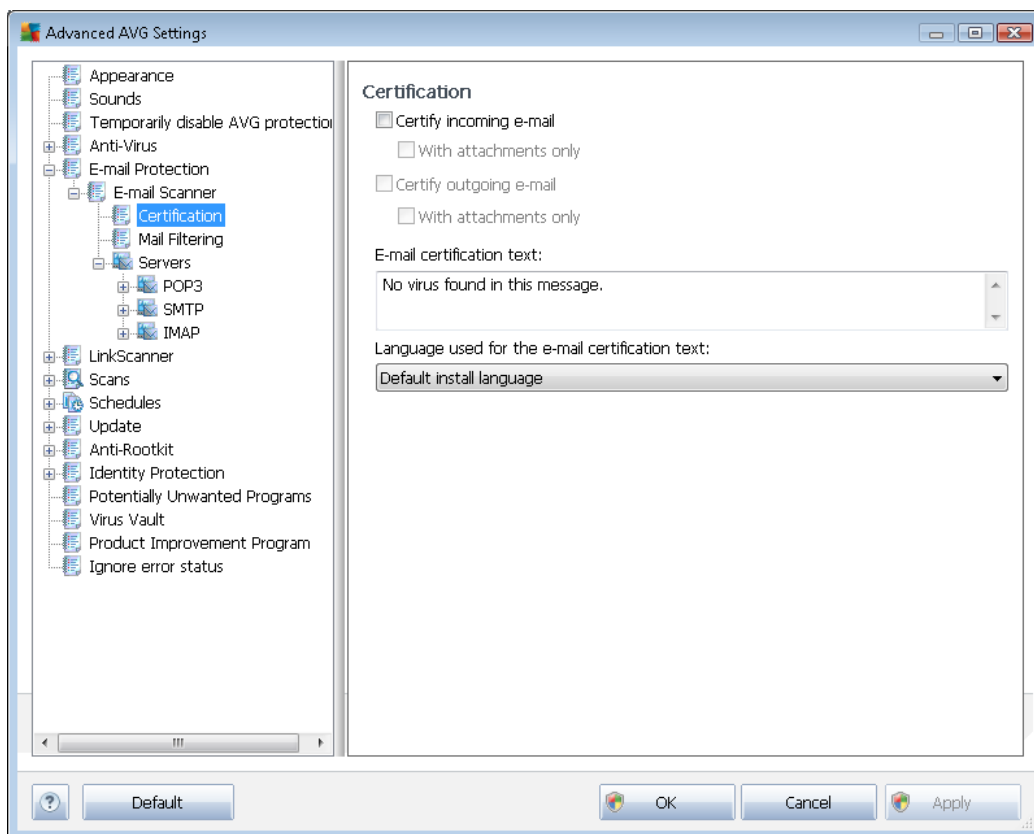 Advanced AVG Settings
Appearance
Sounds
Temporarily disable AVG protection
Anti-Virus
E-mail Protection
E-mail Scanner
Certification
Mail Filtering
Servers
POP3
SMTP
IMAP
LinkScanner
Scans
Schedules
Update
Anti-Rootkit
Identity Protection
Potentially Unwanted Programs
Virus Vault
Product Improvement Program
Ignore error status
Certification
Certify incoming e-mail
With attachments only
Certify outgoing e-mail
With attachments only
E-mail certification text:
No virus found in this message.
Language used for the e-mail certification text:
Default install language
?
Default
OK
Cancel
Apply